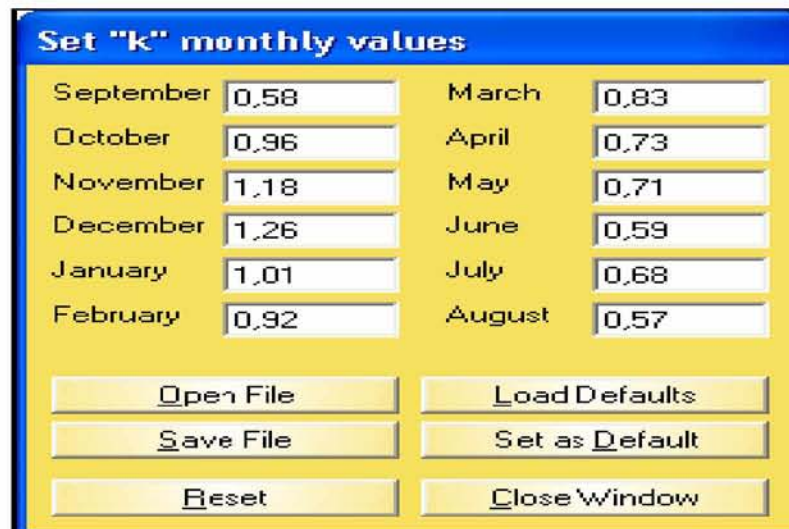 Set "k" monthly values
September 0,58 March 0,83
October 0,96 April 0,73
November 1,18 May 0,71
December 1,26 June 0,59
January 1,01 July 0,68
February 0,92 August 0,57
Open File Load Defaults
Save File Set as Default
Reset Close Window